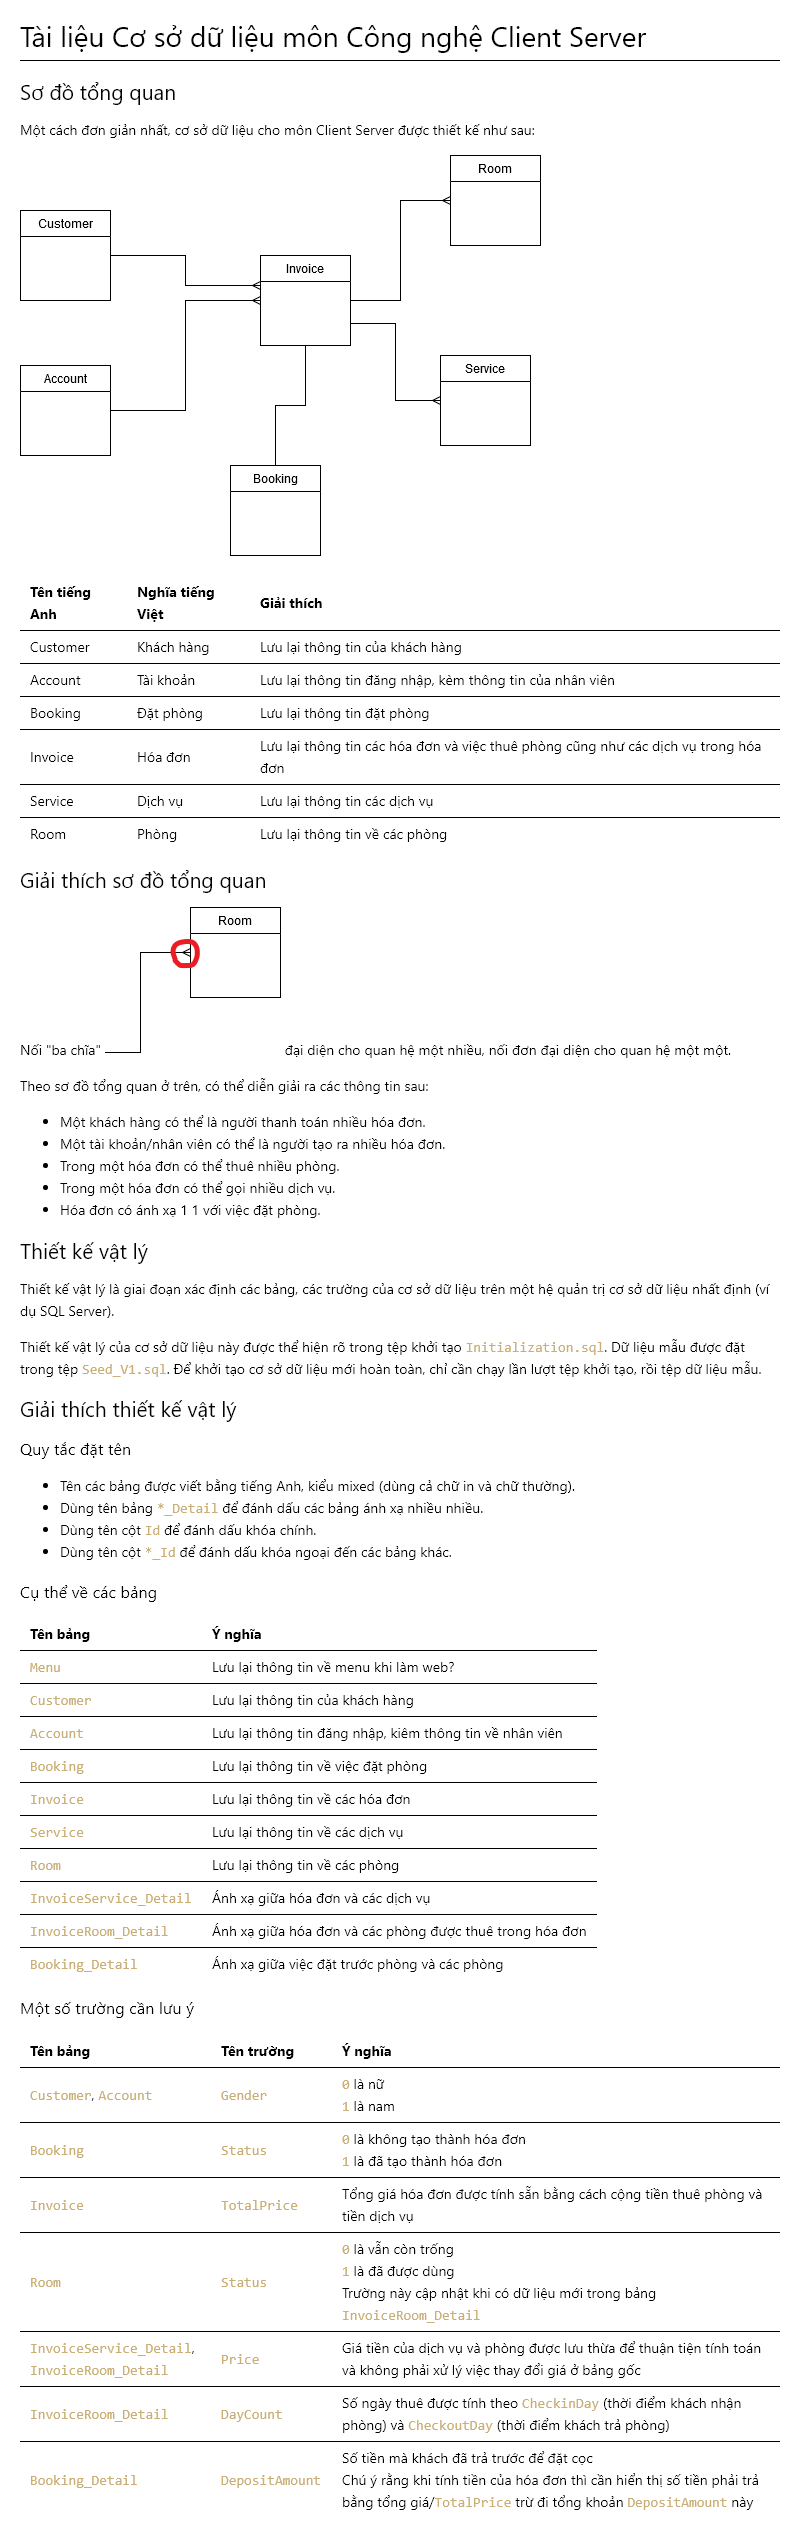 Tài liệu Cơ sở dữ liệu môn Công nghệ Client Server
Sơ đồ tổng quan
Một cách đơn giản nhất, cơ sở dữ liệu cho môn Client Server được thiết kế như sau:
Room
Customer
Invoice
Service
Account
Booking
Tên tiếng Anh Nghĩa tiếng Việt Giải thích
Customer Khách hàng Lưu lại thông tin của khách hàng
Account Tài khoản Lưu lại thông tin đăng nhập, kèm thông tin của nhân viên
Booking Đặt phòng Lưu lại thông tin đặt phòng
Invoice Hóa đơn Lưu lại thông tin các hóa đơn và việc thuê phòng cũng như các dịch vụ trong hóa
đơn
Service Dịch vụ Lưu lại thông tin các dịch vụ
Room Phòng Lưu lại thông tin về các phòng
Giải thích sơ đồ tổng quan
Room
Nối "ba chĩa" đại diện cho quan hệ một nhiều, nối đơn đại diện cho quan hệ một một.
Theo sơ đồ tổng quan ở trên, có thể diễn giải ra các thông tin sau:
Một khách hàng có thể là người thanh toán nhiều hóa đơn.
Một tài khoản/nhân viên có thể là người tạo ra nhiều hóa đơn.
Trong một hóa đơn có thể thuê nhiều phòng.
Trong một hóa đơn có thể gọi nhiều dịch vụ.
Hóa đơn có ánh xạ 1 1 với việc đặt phòng.
Thiết kế vật lý
Thiết kế vật lý là giai đoạn xác định các bảng, các trường của cơ sở dữ liệu trên một hệ quản trị cơ sở dữ liệu nhất định (ví
dụ SQL Server).
Thiết kế vật lý của cơ sở dữ liệu này được thể hiện rõ trong tệp khởi tạo Initialization.sql. Dữ liệu mẫu được đặt
trong tệp Seed_V1.sql. Để khởi tạo cơ sở dữ liệu mới hoàn toàn, chỉ cần chạy lần lượt tệp khởi tạo, rồi tệp dữ liệu mẫu.
Giải thích thiết kế vật lý
Quy tắc đặt tên
Tên các bảng được viết bằng tiếng Anh, kiểu mixed (dùng cả chữ in và chữ thường).
Dùng tên bảng *_Detail để đánh dấu các bảng ánh xạ nhiều nhiều.
Dùng tên cột Id để đánh dấu khóa chính.
Dùng tên cột *_Id để đánh dấu khóa ngoại đến các bảng khác.
Cụ thể về các bảng
Tên bảng Ý nghĩa
Menu Lưu lại thông tin về menu khi làm web?
Customer Lưu lại thông tin của khách hàng
Account Lưu lại thông tin đăng nhập, kiêm thông tin về nhân viên
Booking Lưu lại thông tin về việc đặt phòng
Invoice Lưu lại thông tin về các hóa đơn
Service Lưu lại thông tin về các dịch vụ
Room Lưu lại thông tin về các phòng
InvoiceService_Detail Ánh xạ giữa hóa đơn và các dịch vụ
InvoiceRoom_Detail Ánh xạ giữa hóa đơn và các phòng được thuê trong hóa đơn
Booking_Detail Ánh xạ giữa việc đặt trước phòng và các phòng
Một số trường cần lưu ý
Tên bảng Tên trường Ý nghĩa
Customer, Account Gender 0 là nữ
1 là nam
Booking Status 0 là không tạo thành hóa đơn
1 là đã tạo thành hóa đơn
Invoice TotalPrice Tổng giá hóa đơn được tính sẵn bằng cách cộng tiền thuê phòng và
tiền dịch vụ
Room Status 0 là vẫn còn trống
1 là đã được dùng
Trường này cập nhật khi có dữ liệu mới trong bảng
InvoiceRoom_Detail
InvoiceService_Detail, InvoiceRoom_Detail Price Giá tiền của dịch vụ và phòng được lưu thừa để thuận tiện tính toán
và không phải xử lý việc thay đổi giá ở bảng gốc
InvoiceRoom_Detail DayCount Số ngày thuê được tính theo CheckinDay (thời điểm khách nhận
phòng) và CheckoutDay (thời điểm khách trả phòng)
Booking_Detail DepositAmount Số tiền mà khách đã trả trước để đặt cọc
Chú ý rằng khi tính tiền của hóa đơn thì cần hiển thị số tiền phải trả
bằng tổng giá/TotalPrice trừ đi tổng khoản DepositAmount này